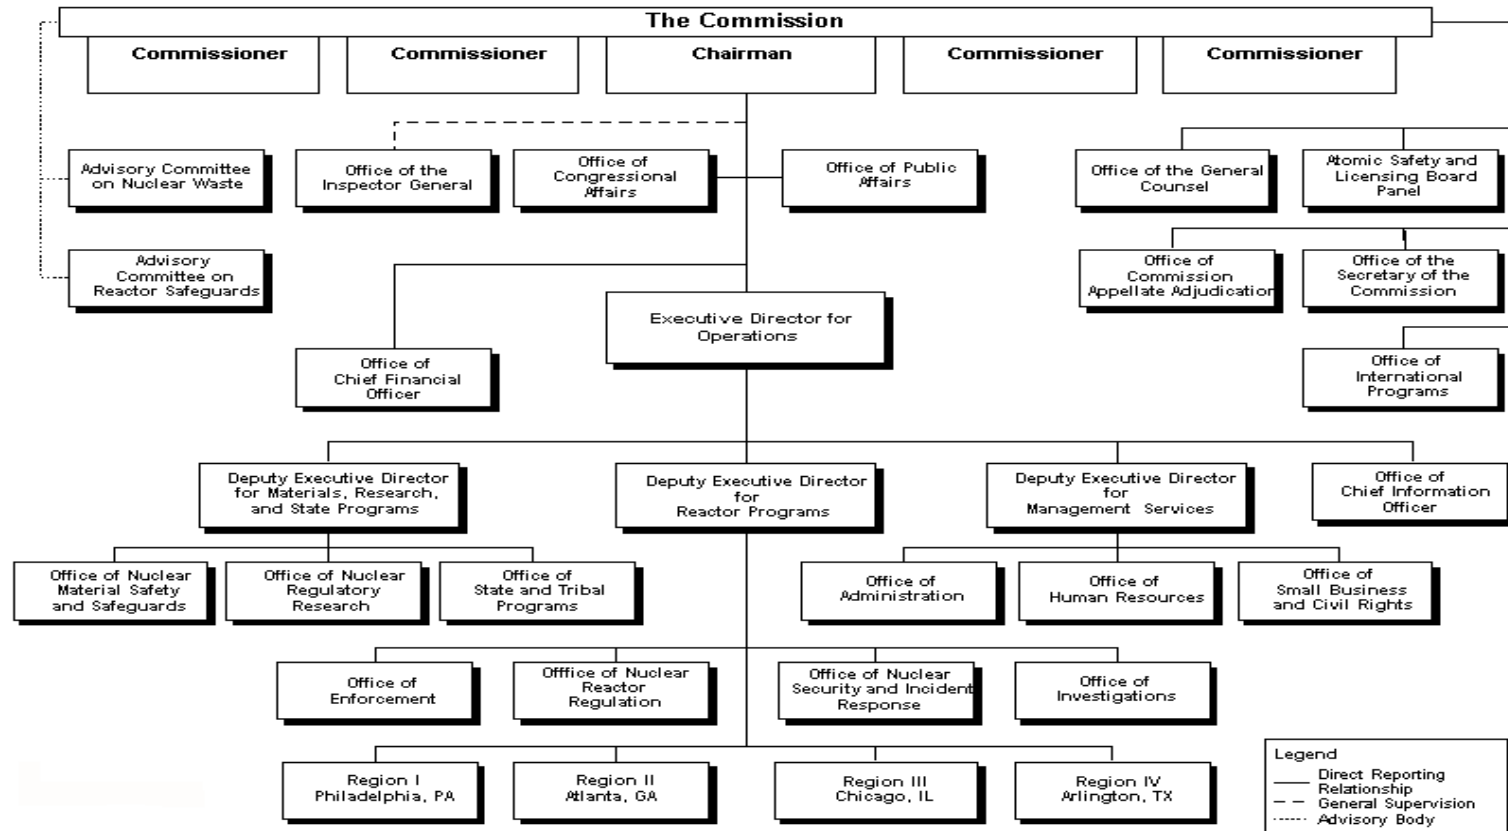 The Commission
Commissioner
Commissioner
Chairman
Commissioner
Commissioner
Advisory Committee
on Nuclear Waste
Office of the
Inspector General
Office of
Congressional
Affairs
Office of Public
Affairs
Office of the General
Counsel
Atomic Safety and
Licensing Board
Panel
Advisory
Committee on
Reactor Safeguards
Office of
Commission
Appellate Adjudication
Office of the
Secretary of the
Commission
Executive Director for
Operations
Office of
Chief Financial
Officer
Office of
International
Programs
Deputy Executive Director
for Materials, Research,
and State Programs
Deputy Executive Director
for
Reactor Programs
Deputy Executive Director
for
Management Services
Office of
Chief Information
Officer
Office of Nuclear
Material Safety
and Safeguards
Office of Nuclear
Regulatory
Research
Office of
State and Tribal
Programs
Office of
Administration
Office of
Human Resources
Office of
Small Business
and Civil Rights
Office of
Enforcement
Offfice of Nuclear
Reactor
Regulation
Office of Nuclear
Security and Incident
Response
Office of
Investigations
Region I
Philadelphia, PA
Region II
Atlanta, GA
Region III
Chicago, IL
Region IV
Arlington, TX
Legend
Direct Reporting
Relationship
General Supervision
Advisory Body